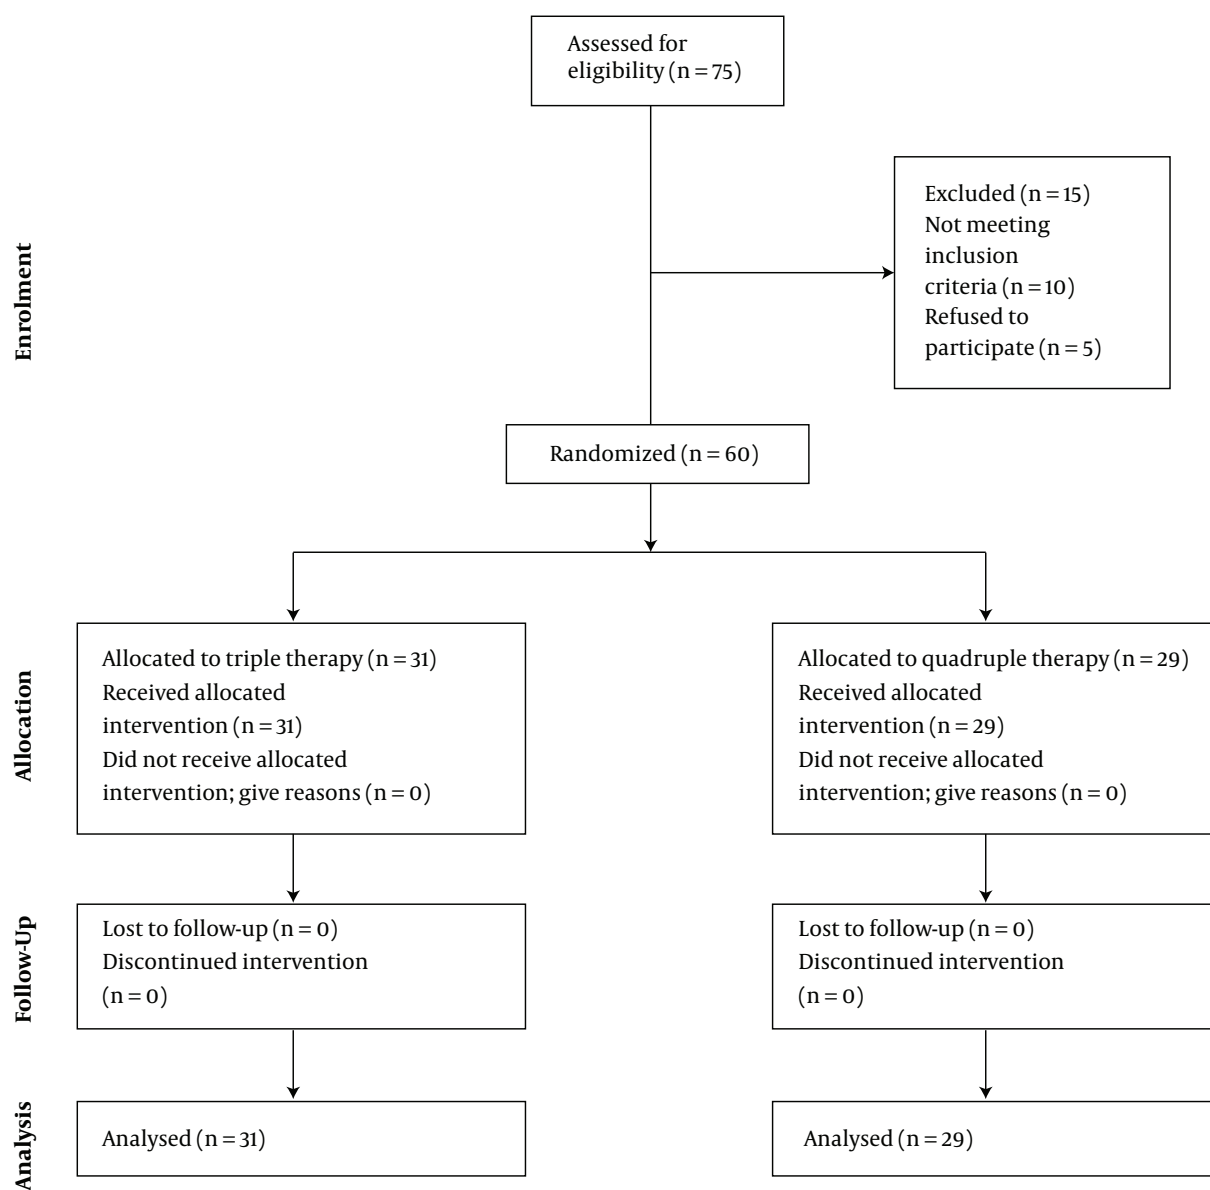 Assessed for
eligibility (n = 75)
Enrolment
Excluded (n = 15)
Not meeting
inclusion
criteria (n = 10)
Refused to
participate (n = 5)
Randomized (n = 60)
Allocation
Allocated to triple therapy (n = 31)
Received allocated
intervention (n = 31)
Did not receive allocated
intervention; give reasons (n = 0)
Allocated to quadruple therapy (n = 29)
Received allocated
intervention (n = 29)
Did not receive allocated
intervention; give reasons (n = 0)
Follow-Up
Lost to follow-up (n = 0)
Discontinued intervention
(n = 0)
Lost to follow-up (n = 0)
Discontinued intervention
(n = 0)
Analysis
Analysed (n = 31)
Analysed (n = 29)